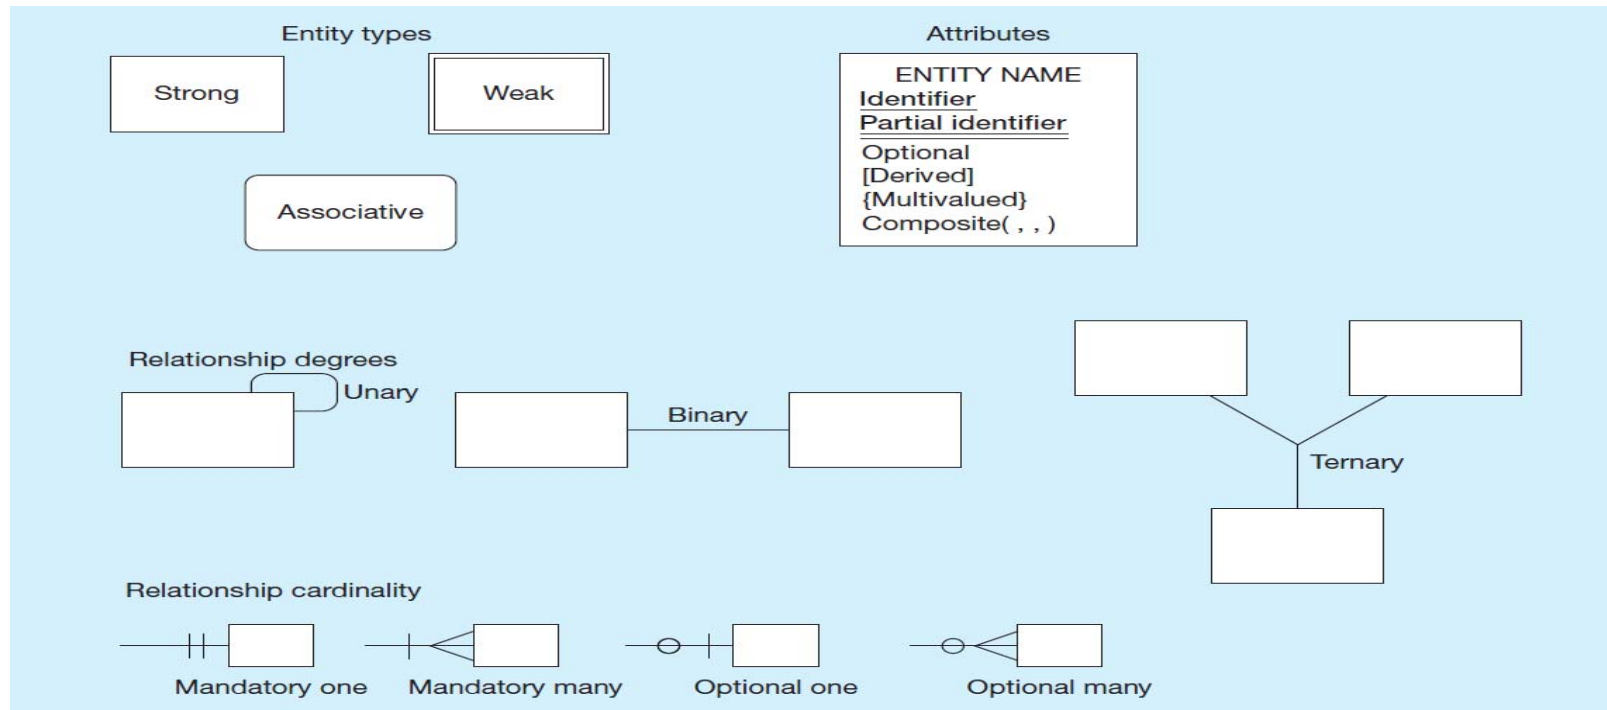 Entity types
Strong
Weak
Associative
Attributes
ENTITY NAME
Identifier
Partial identifier
Optional
[Derived]
{Multivalued}
Composite( , , )
Relationship degrees
Unary
Binary
Ternary
Relationship cardinality
Mandatory one
Mandatory many
Optional one
Optional many